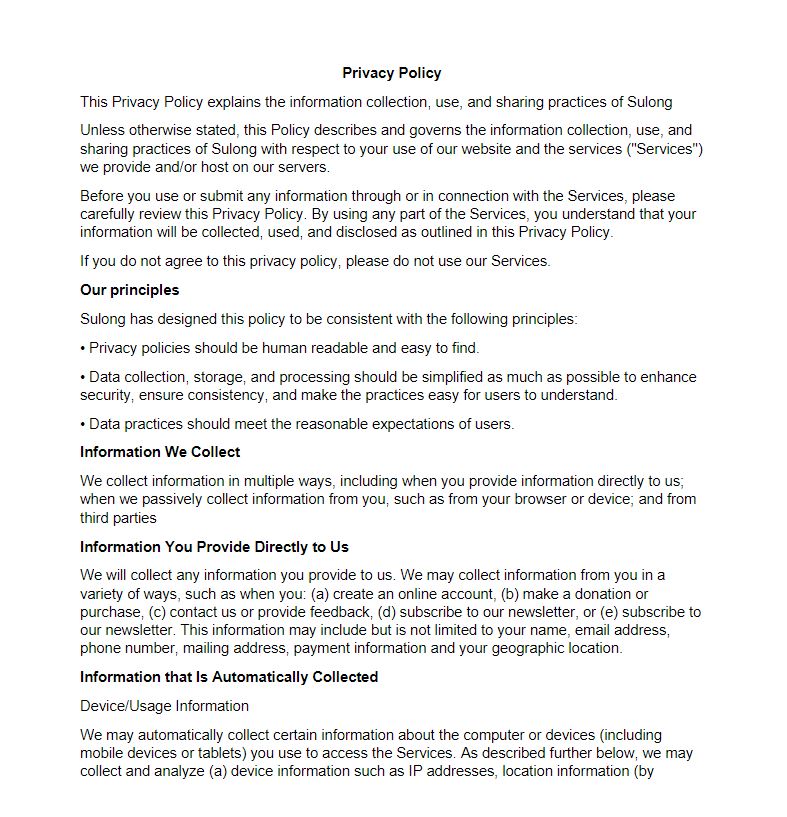 Privacy Policy
This Privacy Policy explains the information collection, use, and sharing practices of Sulong
Unless otherwise stated, this Policy describes and governs the information collection, use, and
sharing practices of Sulong with respect to your use of our website and the services ("Services")
we provide and/or host on our servers.
Before you use or submit any information through or in connection with the Services, please
carefully review this Privacy Policy. By using any part of the Services, you understand that your
information will be collected, used, and disclosed as outlined in this Privacy Policy.
If you do not agree to this privacy policy, please do not use our Services.
Our principles
Sulong has designed this policy to be consistent with the following principles:
• Privacy policies should be human readable and easy to find.
• Data collection, storage, and processing should be simplified as much as possible to enhance
security, ensure consistency, and make the practices easy for users to understand.
• Data practices should meet the reasonable expectations of users.
Information We Collect
We collect information in multiple ways, including when you provide information directly to us;
when we passively collect information from you, such as from your browser or device; and from
third parties
Information You Provide Directly to Us
We will collect any information you provide to us. We may collect information from you in a
variety of ways, such as when you: (a) create an online account, (b) make a donation or
purchase, (c) contact us or provide feedback, (d) subscribe to our newsletter, or (e) subscribe to
our newsletter. This information may include but is not limited to your name, email address,
phone number, mailing address, payment information and your geographic location.
Information that Is Automatically Collected
Device/Usage Information
We may automatically collect certain information about the computer or devices (including
mobile devices or tablets) you use to access the Services. As described further below, we may
collect and analyze (a) device information such as IP addresses, location information (by